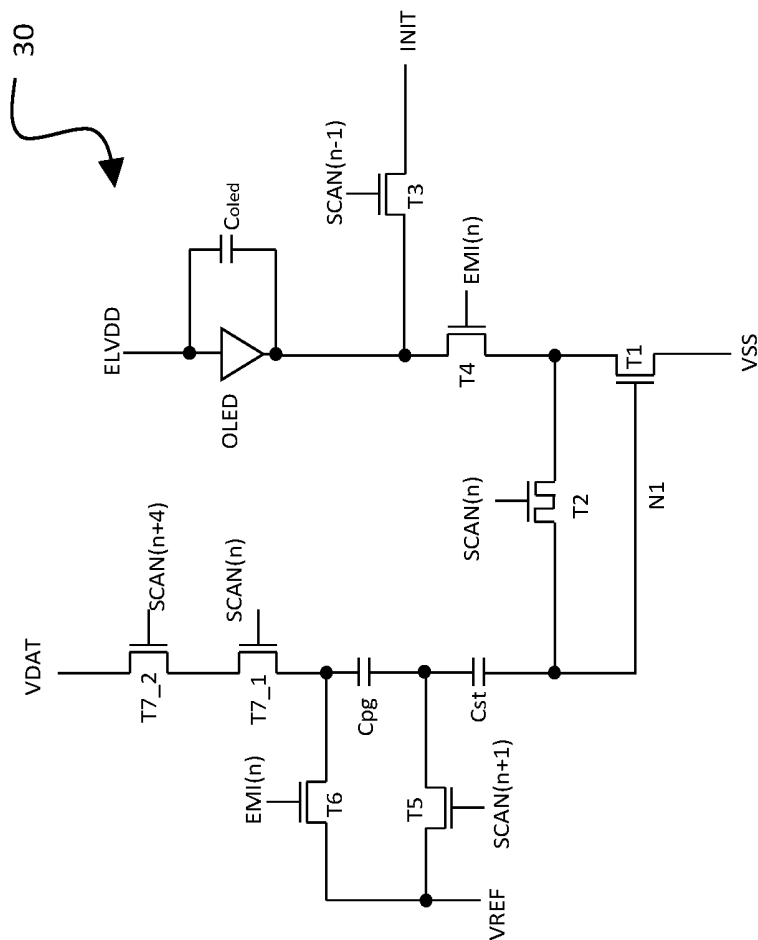 30
INIT
SCAN(n-1)
T3
Coled
ELVDD
OLED
EMI(n)
T4
T1
VSS
SCAN(n)
T2
N1
SCAN(n+4)
VDAT
T7_2
SCAN(n)
T7_1
Cpg
Cst
EMI(n)
T6
T5
SCAN(n+1)
VREF